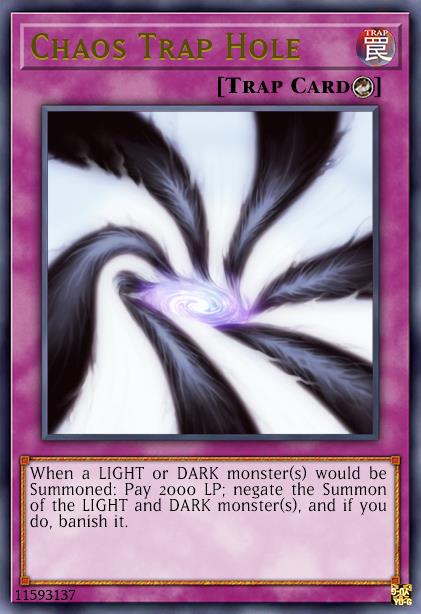 Chaos Trap Hole
TRAP
罠
[Trap Card]
When a LIGHT or DARK monster(s) would be
Summoned: Pay 2000 LP; negate the Summon
of the LIGHT and DARK monster(s), and if you
do, banish it.
11593137